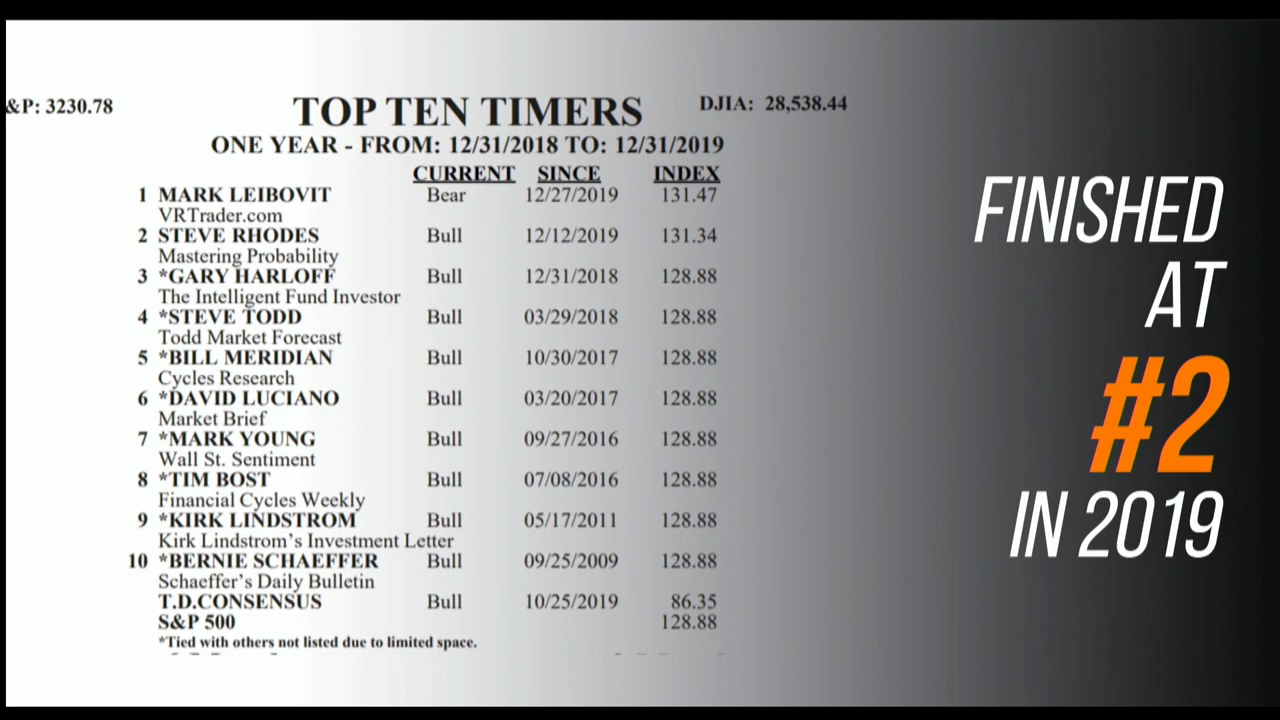 &P: 3230.78
TOP TEN TIMERS
DJIA: 28,538.44
ONE YEAR - FROM: 12/31/2018 TO: 12/31/2019
CURRENT SINCE INDEX
1 MARK LEIBOVIT Bear 12/27/2019 131.47
VRTrader.com
2 STEVE RHODES Bull 12/12/2019 131.34
Mastering Probability
3 *GARY HARLOFF Bull 12/31/2018 128.88
The Intelligent Fund Investor
4 *STEVE TODD Bull 03/29/2018 128.88
Todd Market Forecast
5 *BILL MERIDIAN Bull 10/30/2017 128.88
Cycles Research
6 *DAVID LUCIANO Bull 03/20/2017 128.88
Market Brief
7 *MARK YOUNG Bull 09/27/2016 128.88
Wall St. Sentiment
8 *TIM BOST Bull 07/08/2016 128.88
Financial Cycles Weekly
9 *KIRK LINDSTROM Bull 05/17/2011 128.88
Kirk Lindstrom's Investment Letter
10 *BERNIE SCHAEFFER Bull 09/25/2009 128.88
Schaeffer's Daily Bulletin
T.D.CONSENSUS Bull 10/25/2019 86.35
S&P 500 128.88
*Tied with others not listed due to limited space.
FINISHED
AT
#2
IN 2019